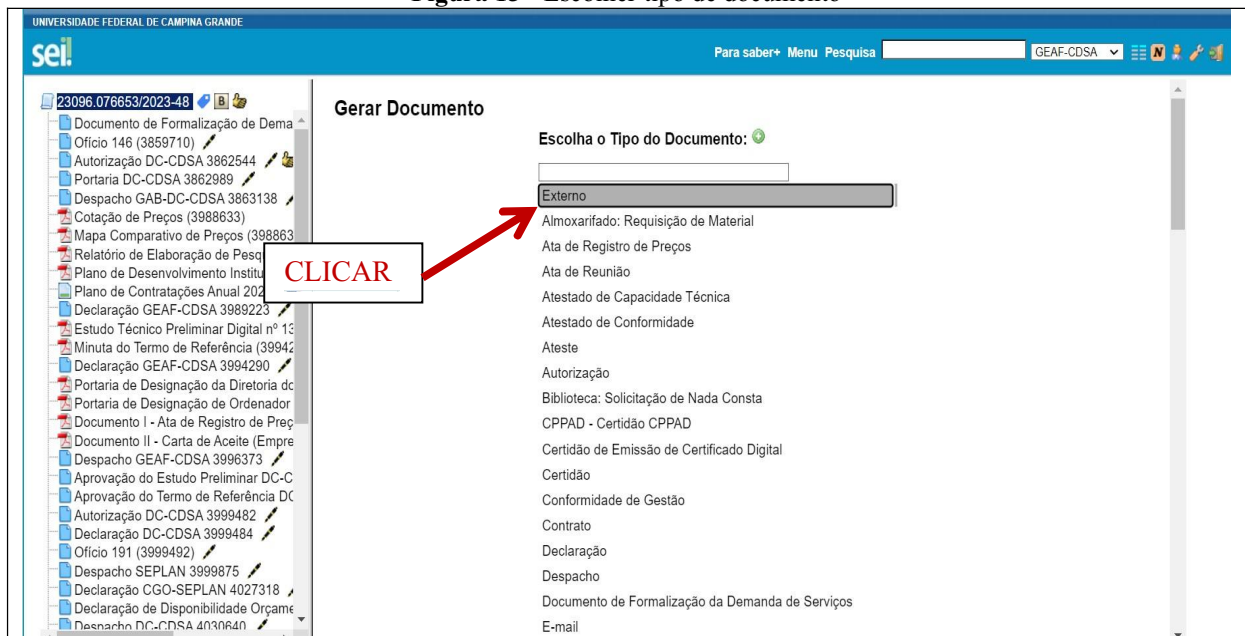 UNIVERSIDADE FEDERAL DE CAMPINA GRANDE
sei!
Para saber+ Menu Pesquisa
GEAF-CDSA
N
23096.076653/2023-48
B
Documento de Formalização de Dema
Ofício 146 (3859710)
Autorização DC-CDSA 3862544
Portaria DC-CDSA 3862989
Despacho GAB-DC-CDSA 3863138
Cotação de Preços (3988633)
Mapa Comparativo de Preços (398863
Relatório de Elaboração de Pesq
Plano de Desenvolvimento Institu
Plano de Contratações Anual 202
Declaração GEAF-CDSA 3989223
Estudo Técnico Preliminar Digital nº 13
Minuta do Termo de Referência (39942
Declaração GEAF-CDSA 3994290
Portaria de Designação da Diretoria do
Portaria de Designação de Ordenador
Documento I - Ata de Registro de Preç
Documento II - Carta de Aceite (Empre
Despacho GEAF-CDSA 3996373
Aprovação do Estudo Preliminar DC-C
Aprovação do Termo de Referência DC
Autorização DC-CDSA 3999482
Declaração DC-CDSA 3999484
Ofício 191 (3999492)
Despacho SEPLAN 3999875
Declaração CGO-SEPLAN 4027318
Declaração de Disponibilidade Orçame
Despacho DC-CDSA 4030640
CLICAR
Gerar Documento
Escolha o Tipo do Documento:
Externo
Almoxarifado: Requisição de Material
Ata de Registro de Preços
Ata de Reunião
Atestado de Capacidade Técnica
Atestado de Conformidade
Ateste
Autorização
Biblioteca: Solicitação de Nada Consta
CPPAD - Certidão CPPAD
Certidão de Emissão de Certificado Digital
Certidão
Conformidade de Gestão
Contrato
Declaração
Despacho
Documento de Formalização da Demanda de Serviços
E-mail